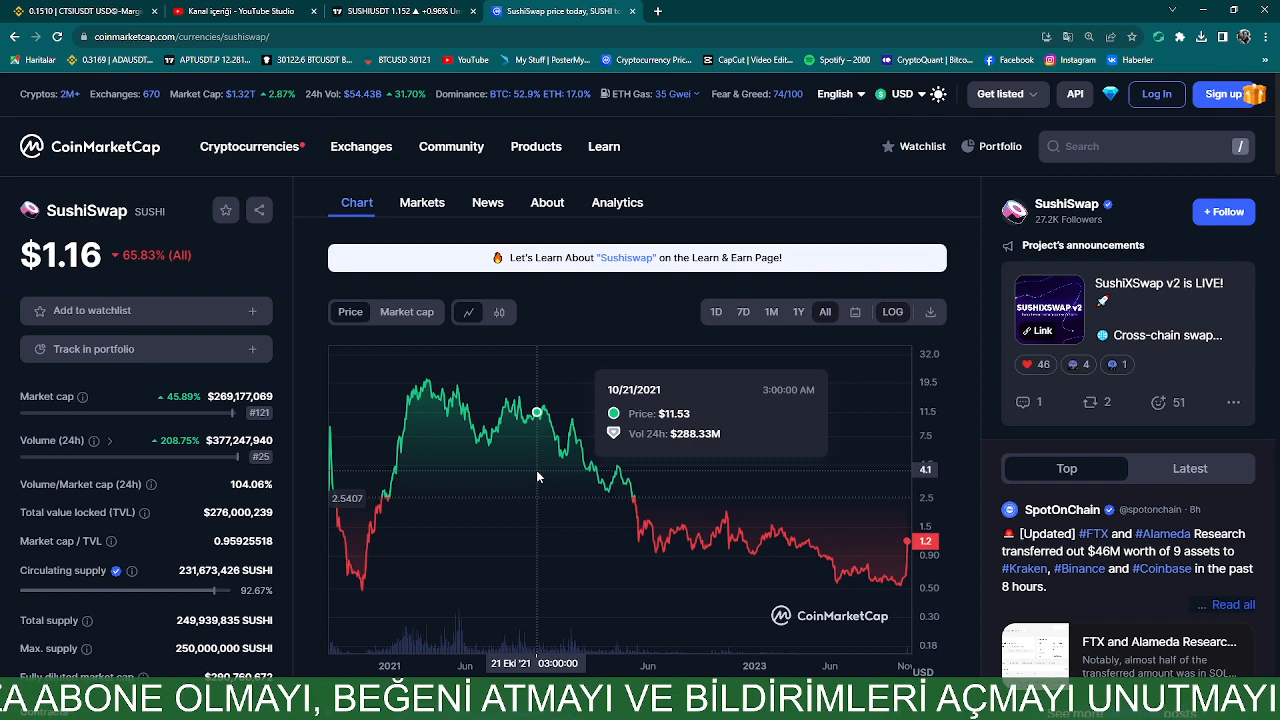 0.1510 | CTSIUSDT USDⓈ-Margin
Kanal içeriği - YouTube Studio
SUSHIUSDT 1.152 ▲ +0.96% Un
SushiSwap price today, SUSHI to
coinmarketcap.com/currencies/sushiswap/
Haritalar
0.3169 | ADAUSDT...
APTUSDT.P 12.281...
30122.6 BTCUSDT B...
BTCUSD 30121
YouTube
My Stuff | PosterMy...
Cryptocurrency Pric...
CapCut | Video Edit...
Spotify – 2000
CryptoQuant | Bitco...
Facebook
Instagram
Haberler
»
Cryptos: 2M+
Exchanges: 670
Market Cap: $1.32T ▲ 2.87%
24h Vol: $54.43B ▲ 31.70%
Dominance: BTC: 52.9% ETH: 17.0%
ETH Gas: 35 Gwei
Fear & Greed: 74/100
English
USD
Get listed
API
Log In
Sign up
CoinMarketCap
Cryptocurrencies
Exchanges
Community
Products
Learn
Watchlist
Portfolio
Search
/
SushiSwap SUSHI
$1.16 ▼ 65.83% (All)
Add to watchlist +
Track in portfolio +
Market cap ▲ 45.89% $269,177,069
#121
Volume (24h) ▲ 208.75% $377,247,940
#25
Volume/Market cap (24h) 104.06%
Total value locked (TVL) $276,000,239
Market cap / TVL 0.95925518
Circulating supply 231,673,426 SUSHI
92.67%
Total supply 249,939,835 SUSHI
Max. supply 250,000,000 SUSHI
Chart
Markets
News
About
Analytics
Let's Learn About "Sushiswap" on the Learn & Earn Page!
Price
Market cap
1D
7D
1M
1Y
All
LOG
10/21/2021 3:00:00 AM
Price: $11.53
Vol 24h: $288.33M
32.0
19.5
11.5
7.5
4.1
2.5
1.5
1.2
0.90
0.50
0.30
0.18
2.5407
CoinMarketCap
2021
Jun
03:00:00
Jun
2023
Jun
USD
SushiSwap
27.2K Followers
+ Follow
Project's announcements
SUSHIXSWAP V2
Link
SushiXSwap v2 is LIVE!
Cross-chain swap...
46
4
1
1
2
51
Top
Latest
SpotOnChain @spotonchain · 8h
[Updated] #FTX and #Alameda Research
transferred out $46M worth of 9 assets to
#Kraken, #Binance and #Coinbase in the past
8 hours.
... Read all
FTX and Alameda Researc...
Notably, almost half of the
transferred amount was in SOL...
ABONE OLMAYI, BEĞENİ ATMAYI VE BİLDİRİMLERİ AÇMAYI UNUTMAYI